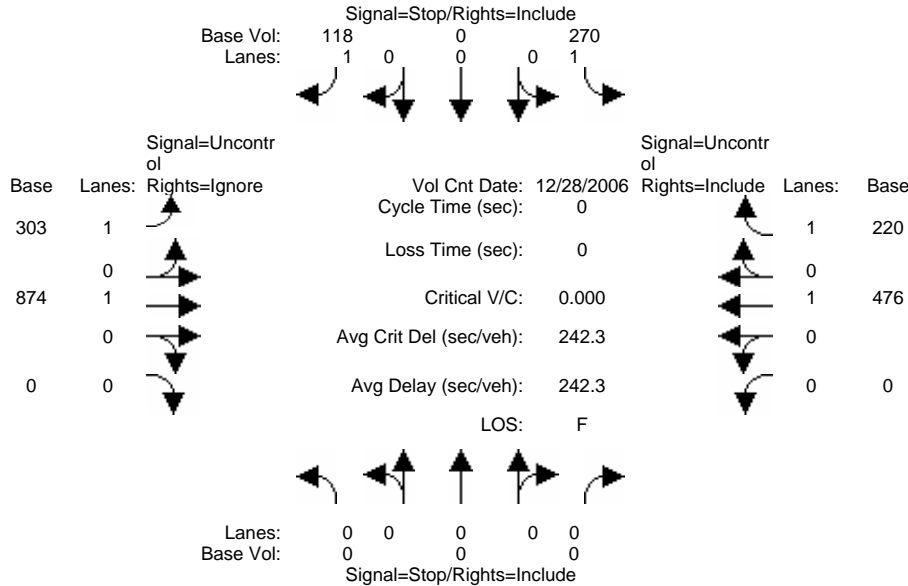 Signal=Stop/Rights=Include
Base Vol: 118 0 270
Lanes: 1 0 0 0 1
Signal=Uncontr
ol
Rights=Ignore
Signal=Uncontr
ol
Rights=Include
Base Lanes: Vol Cnt Date: 12/28/2006 Lanes: Base
Cycle Time (sec): 0
303 1 1 220
Loss Time (sec): 0
0 0
874 1 Critical V/C: 0.000 1 476
0 Avg Crit Del (sec/veh): 242.3 0
0 0 Avg Delay (sec/veh): 242.3 0 0
LOS: F
Lanes: 0 0 0 0 0
Base Vol: 0 0 0
Signal=Stop/Rights=Include